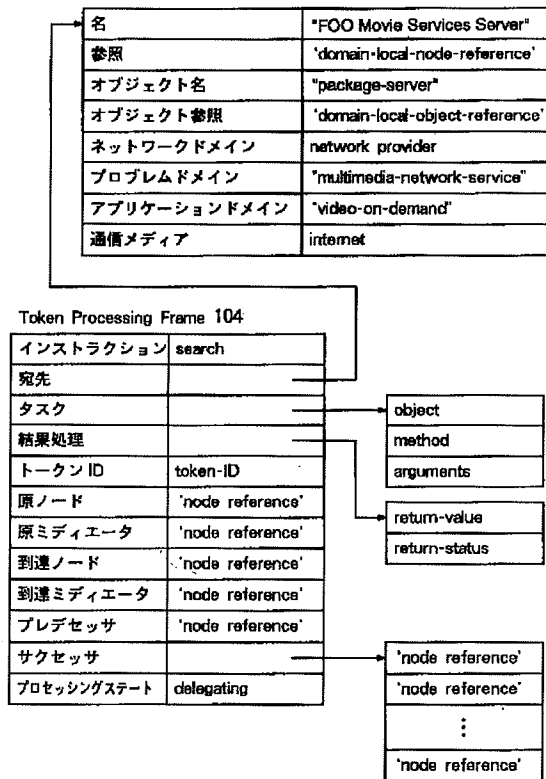 名 "FOO Movie Services Server"
参照 'domain-local-node-reference'
オブジェクト名 "package-server"
オブジェクト参照 'domain-local-object-reference'
ネットワークドメイン network provider
プロブレムドメイン "multimedia-network-service"
アプリケーションドメイン "video-on-demand"
通信メディア internet
Token Processing Frame 104
インストラクション search
宛先
タスク
結果処理
トークン ID token-ID
原ノード 'node reference'
原ミディエータ 'node reference'
到達ノード 'node reference'
到達ミディエータ 'node reference'
プレデセッサ 'node reference'
サクセッサ
プロセッシングステート delegating
object
method
arguments
return-value
return-status
'node reference'
'node reference'
⋮
'node reference'